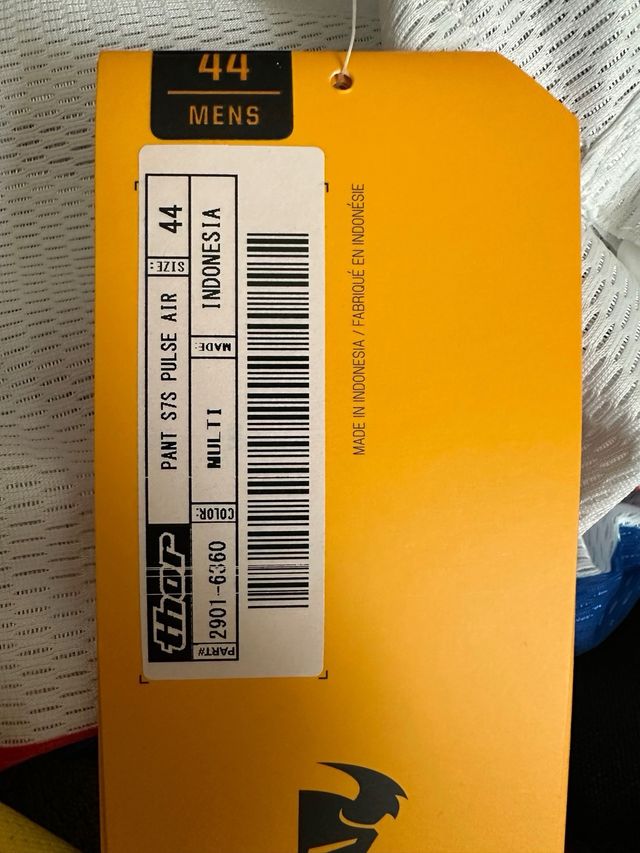 44
MENS
thor PANT S7S PULSE AIR SIZE: 44
PART# 2901-6360 COLOR: MULTI MADE: INDONESIA
MADE IN INDONESIA / FABRIQUÉ EN INDONÉSIE